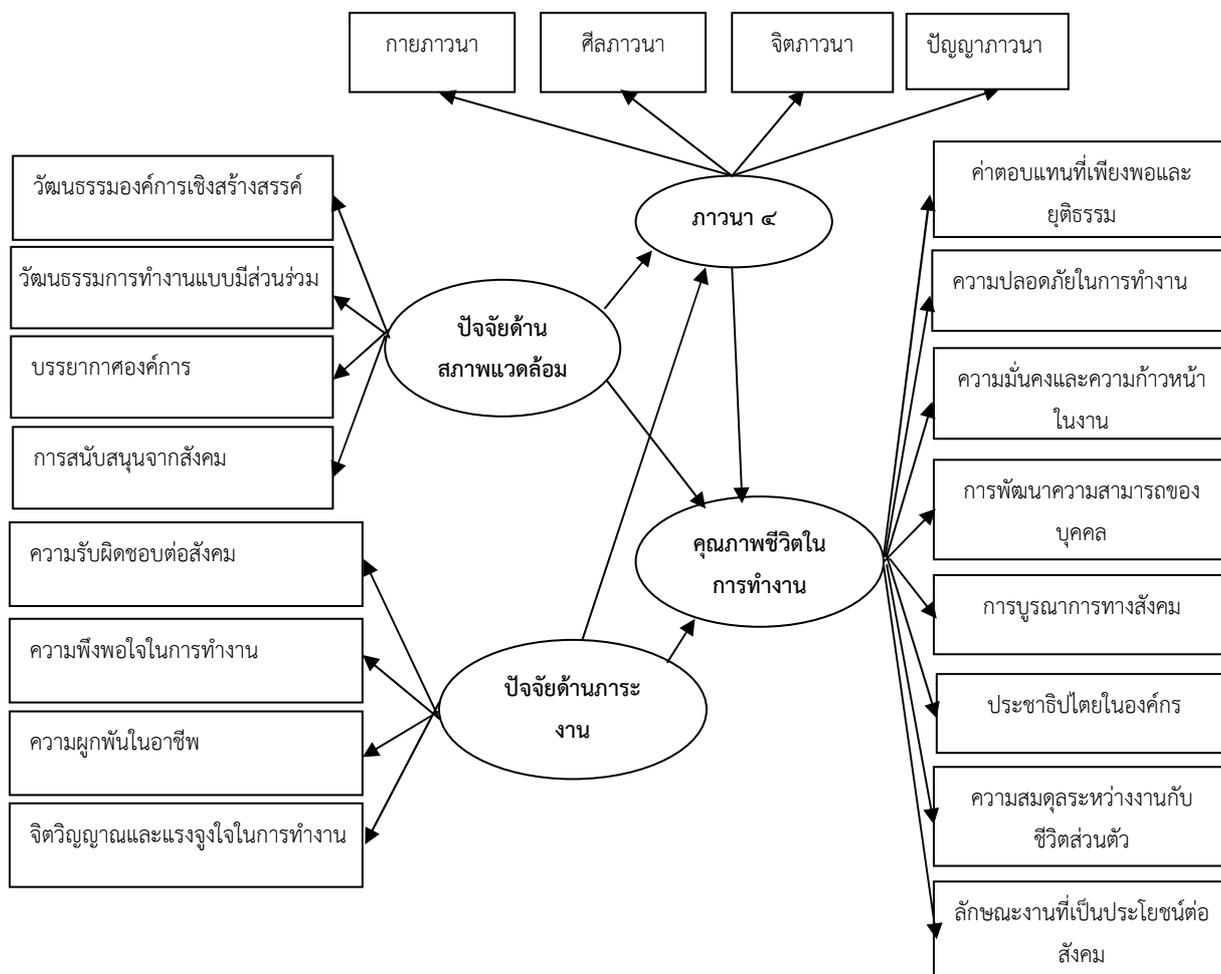 กายภาวนา
ศีลภาวนา
จิตภาวนา
ปัญญาภาวนา
วัฒนธรรมองค์การเชิงสร้างสรรค์
วัฒนธรรมการทำงานแบบมีส่วนร่วม
บรรยากาศองค์การ
การสนับสนุนจากสังคม
ความรับผิดชอบต่อสังคม
ความพึงพอใจในการทำงาน
ความผูกพันในอาชีพ
จิตวิญญาณและแรงจูงใจในการทำงาน
ภาวนา ๔
ปัจจัยด้าน
สภาพแวดล้อม
คุณภาพชีวิตใน
การทำงาน
ปัจจัยด้านภาระ
งาน
ค่าตอบแทนที่เพียงพอและ
ยุติธรรม
ความปลอดภัยในการทำงาน
ความมั่นคงและความก้าวหน้า
ในงาน
การพัฒนาความสามารถของ
บุคคล
การบูรณาการทางสังคม
ประชาธิปไตยในองค์กร
ความสมดุลระหว่างงานกับ
ชีวิตส่วนตัว
ลักษณะงานที่เป็นประโยชน์ต่อ
สังคม